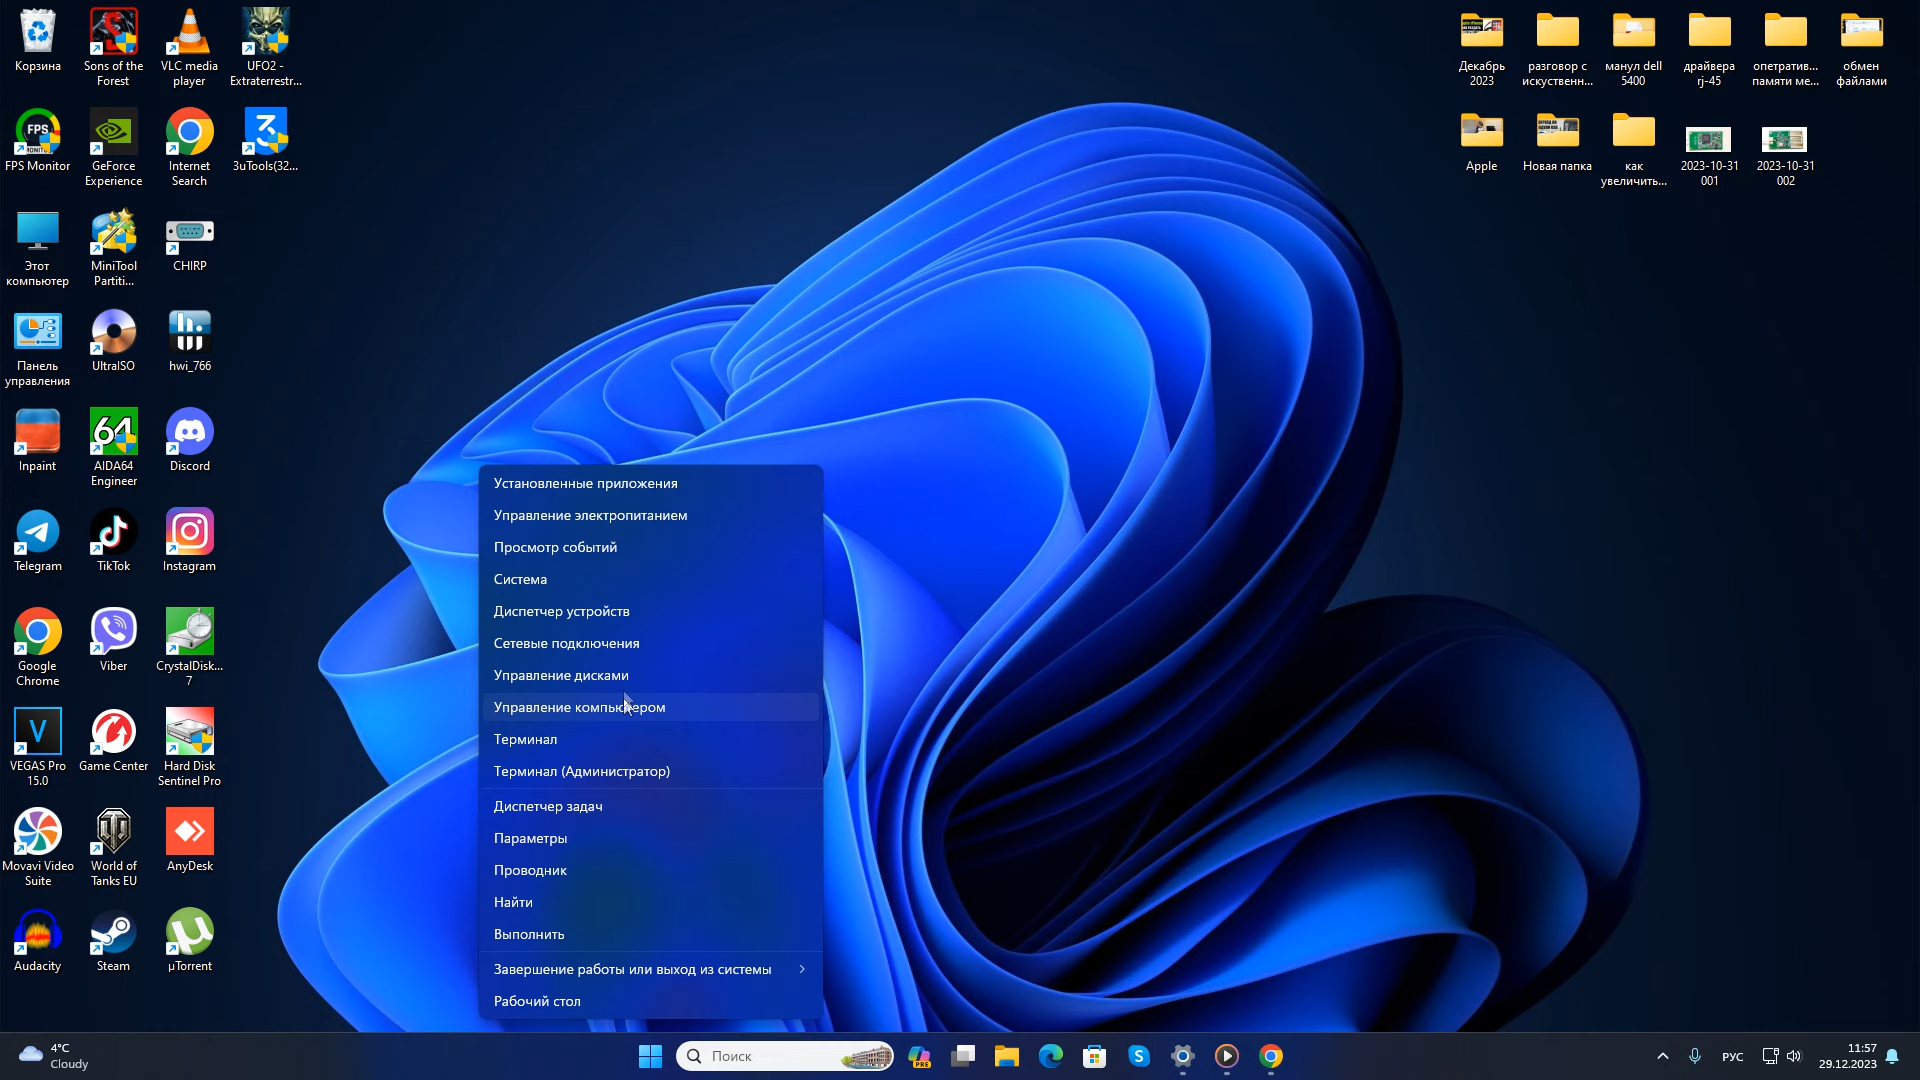 Корзина
Sons of the
Forest
VLC media
player
UFO2 -
Extraterrestr...
FPS
FPS Monitor
GeForce
Experience
Internet
Search
3uTools(32...
Этот
компьютер
MiniTool
Partiti...
CHIRP
Панель
управления
UltraISO
hwi_766
Inpaint
64
AIDA64
Engineer
Discord
Telegram
TikTok
Instagram
Google
Chrome
Viber
CrystalDisk...
7
VEGAS Pro
15.0
Game Center
Hard Disk
Sentinel Pro
Movavi Video
Suite
World of
Tanks EU
AnyDesk
Audacity
Steam
µTorrent
Декабрь
2023
разговор с
искуственн...
манул dell
5400
драйвера
rj-45
опетратив...
памяти ме...
обмен
файлами
Apple
Новая папка
как
увеличить...
2023-10-31
001
2023-10-31
002
Установленные приложения
Управление электропитанием
Просмотр событий
Система
Диспетчер устройств
Сетевые подключения
Управление дисками
Управление компьютером
Терминал
Терминал (Администратор)
Диспетчер задач
Параметры
Проводник
Найти
Выполнить
Завершение работы или выход из системы
Рабочий стол
4°C
Cloudy
Поиск
PRE
РУС
11:57
29.12.2023